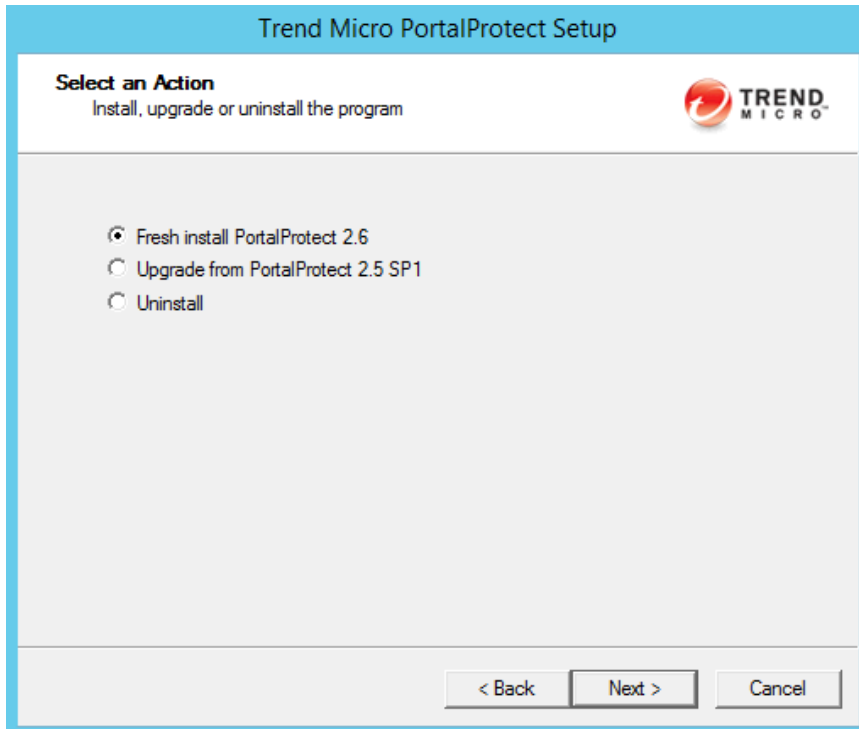 Trend Micro PortalProtect Setup
Select an Action
Install, upgrade or uninstall the program
TREND
MICRO™
Fresh install PortalProtect 2.6
Upgrade from PortalProtect 2.5 SP1
Uninstall
< Back
Next >
Cancel